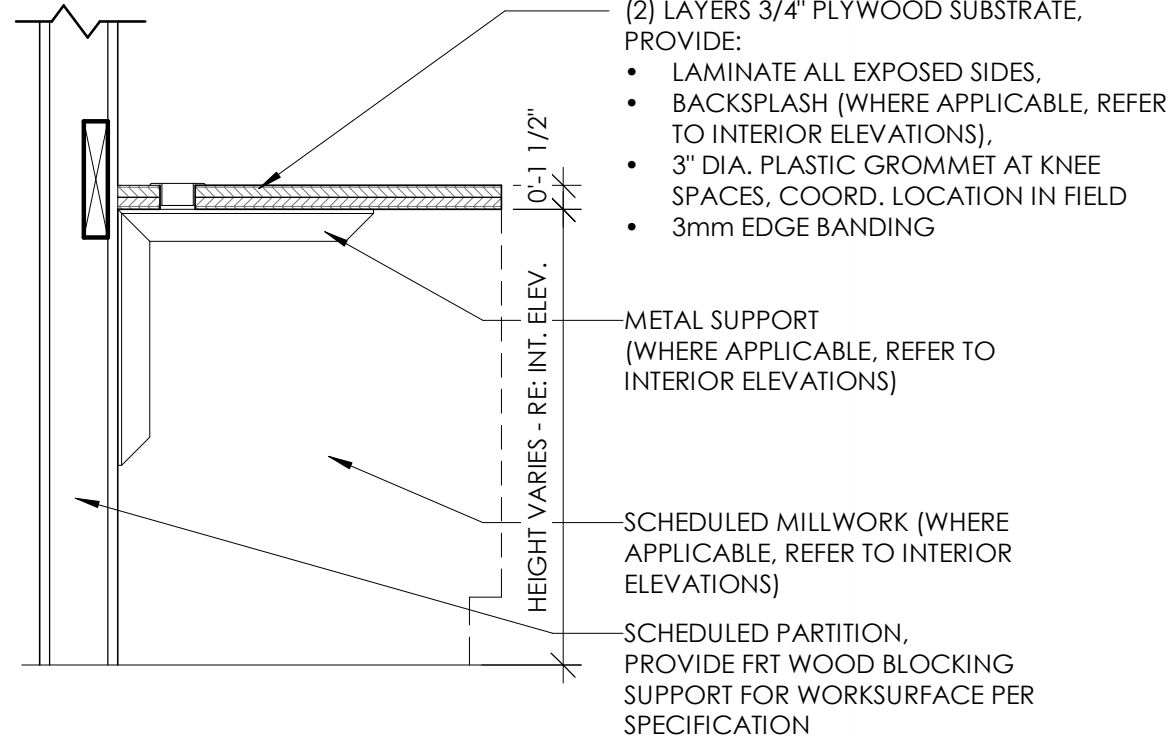 (2) LAYERS 3/4" PLYWOOD SUBSTRATE,
PROVIDE:
• LAMINATE ALL EXPOSED SIDES,
• BACKSPLASH (WHERE APPLICABLE, REFER
TO INTERIOR ELEVATIONS),
• 3" DIA. PLASTIC GROMMET AT KNEE
SPACES, COORD. LOCATION IN FIELD
• 3mm EDGE BANDING
0'-1 1/2"
HEIGHT VARIES - RE: INT. ELEV.
METAL SUPPORT
(WHERE APPLICABLE, REFER TO
INTERIOR ELEVATIONS)
SCHEDULED MILLWORK (WHERE
APPLICABLE, REFER TO INTERIOR
ELEVATIONS)
SCHEDULED PARTITION,
PROVIDE FRT WOOD BLOCKING
SUPPORT FOR WORKSURFACE PER
SPECIFICATION